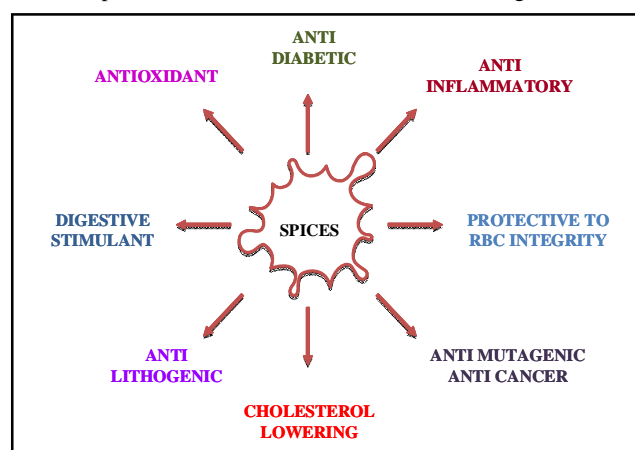 ANTI
DIABETIC
ANTIOXIDANT
ANTI
INFLAMMATORY
DIGESTIVE
STIMULANT
SPICES
PROTECTIVE TO
RBC INTEGRITY
ANTI
LITHOGENIC
ANTI MUTAGENIC
ANTI CANCER
CHOLESTEROL
LOWERING